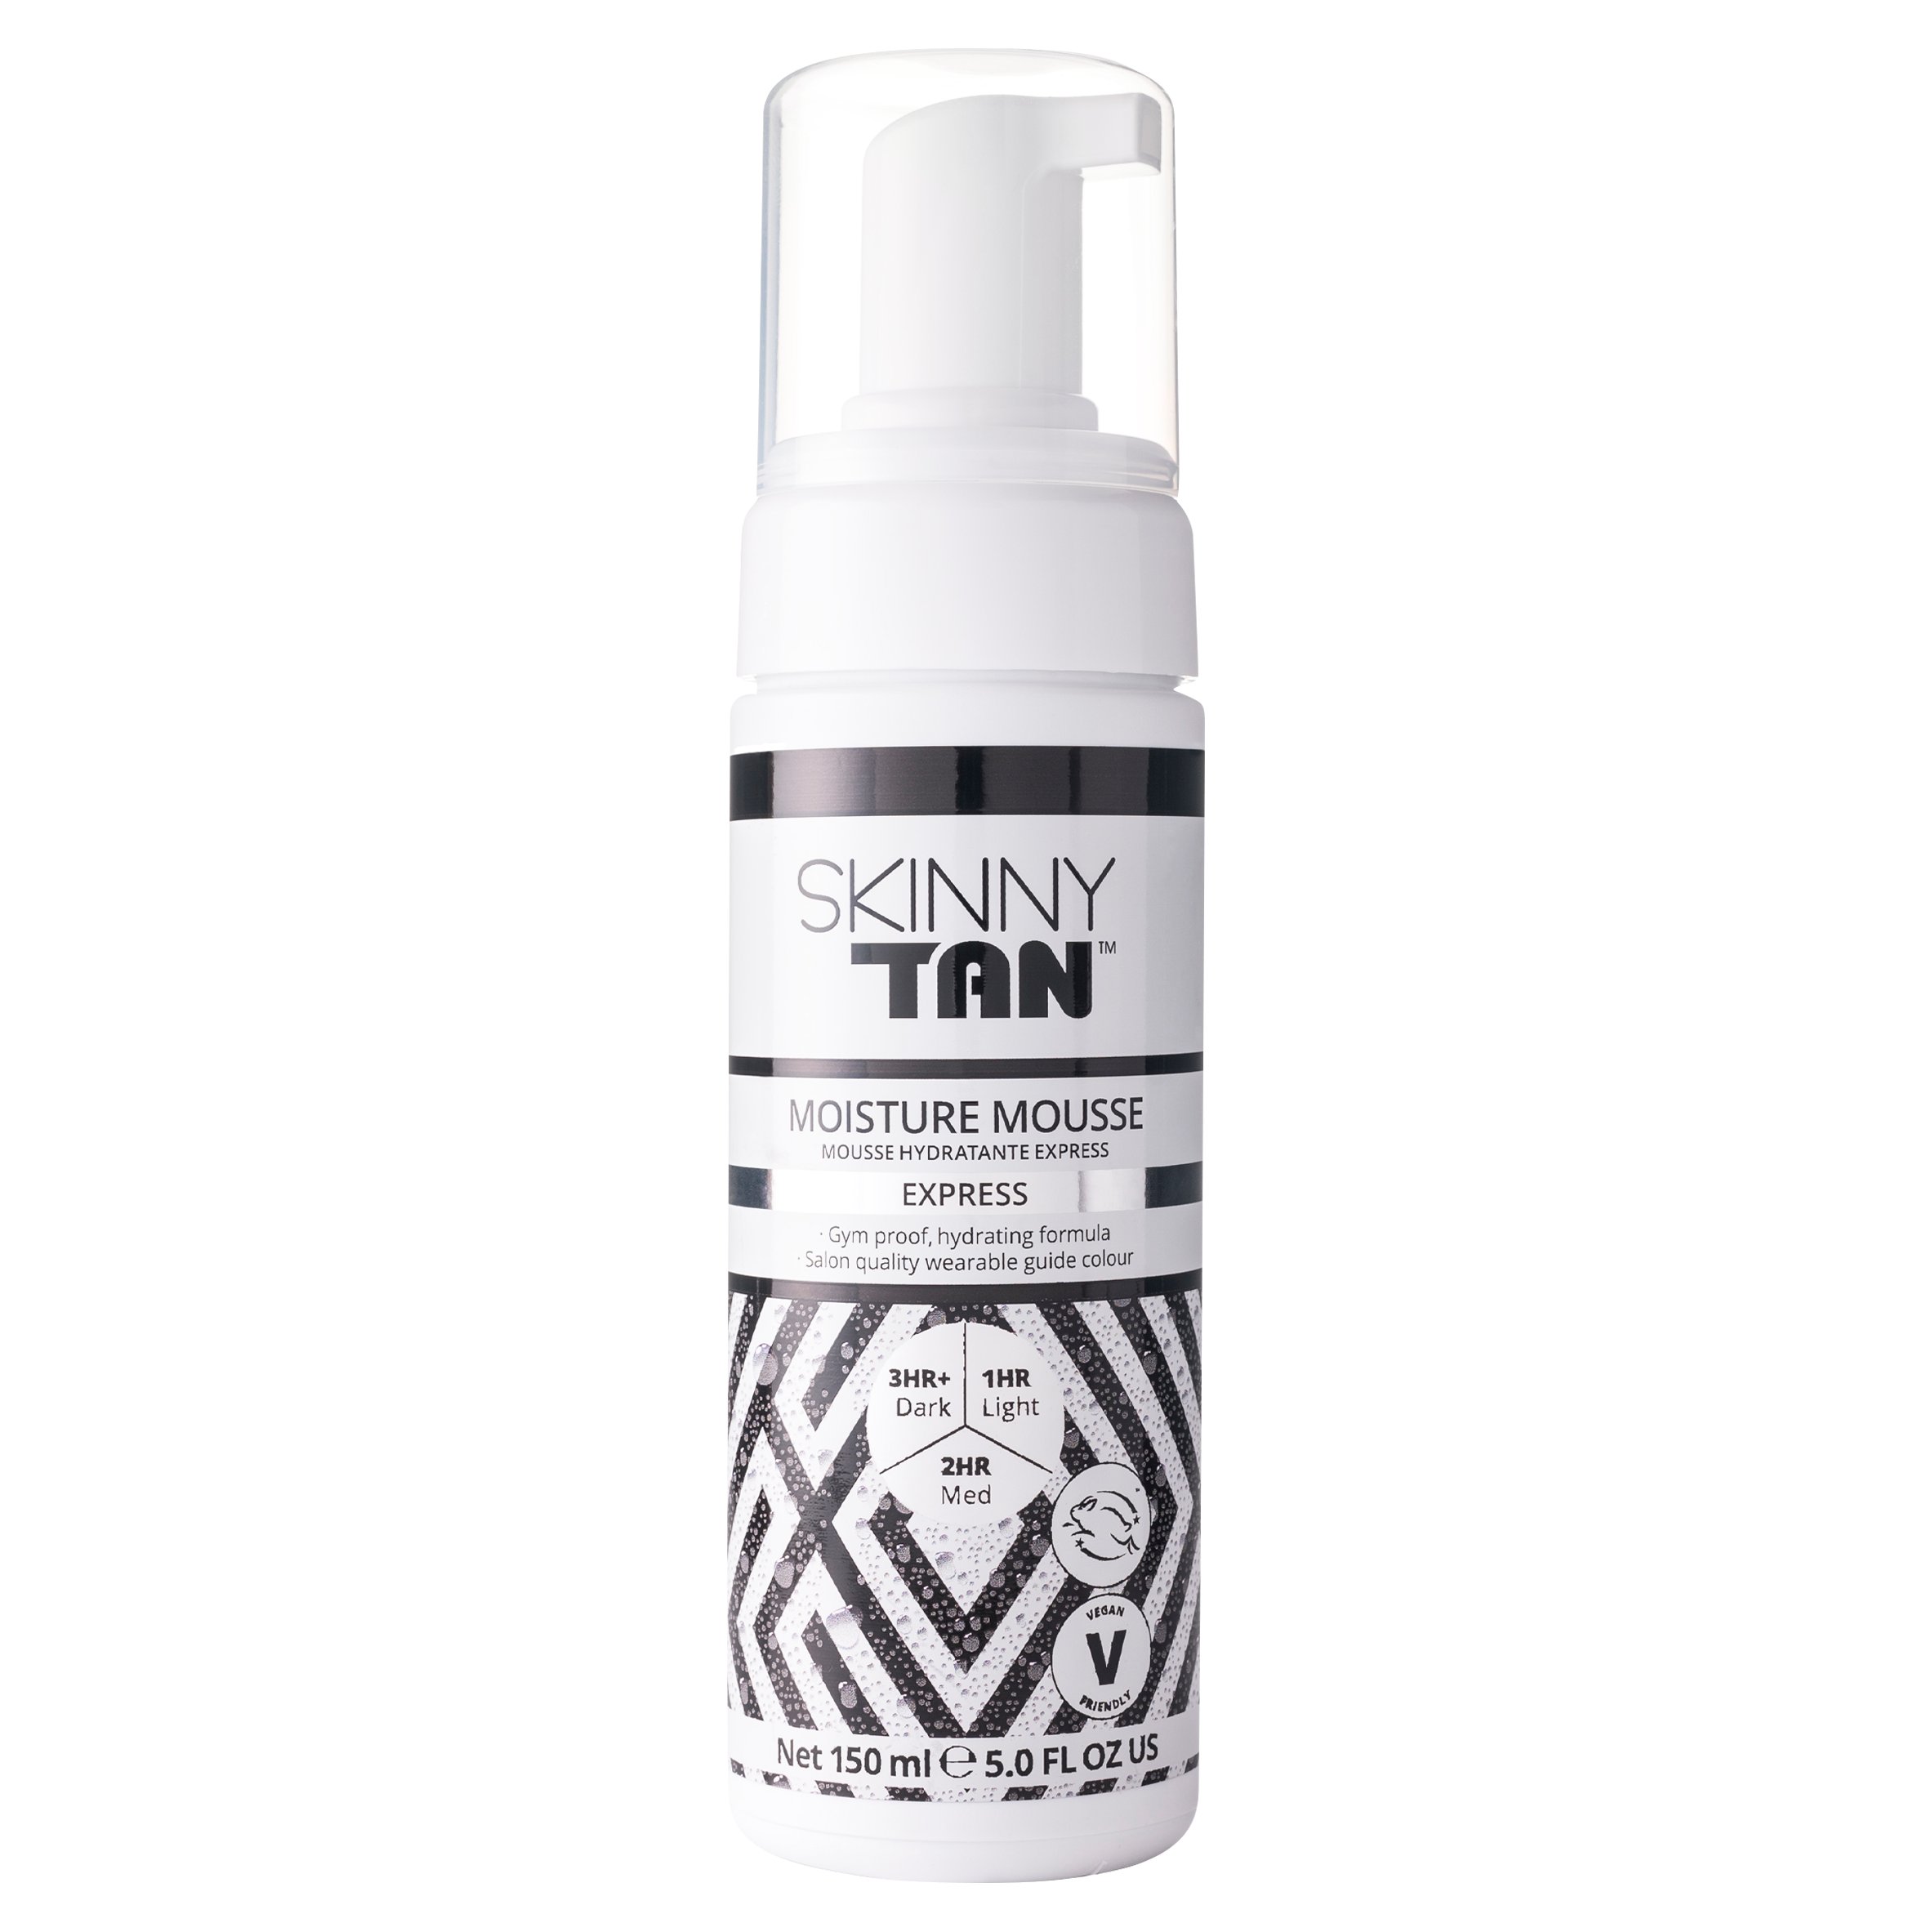 SKINNY
TAN™
MOISTURE MOUSSE
MOUSSE HYDRATANTE EXPRESS
EXPRESS
· Gym proof, hydrating formula
· Salon quality wearable guide colour
3HR+
Dark
1HR
Light
2HR
Med
VEGAN
V
FRIENDLY
Net 150 ml ℮ 5.0 FL OZ US